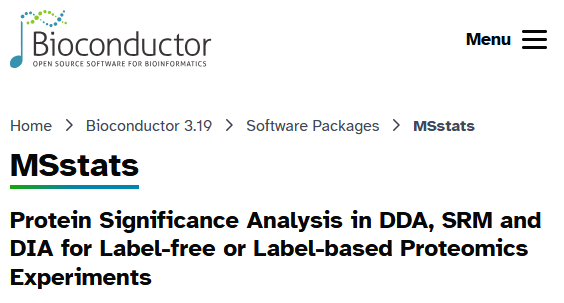 Bioconductor
OPEN SOURCE SOFTWARE FOR BIOINFORMATICS
Menu
Home > Bioconductor 3.19 > Software Packages > MSstats
MSstats
Protein Significance Analysis in DDA, SRM and
DIA for Label-free or Label-based Proteomics
Experiments